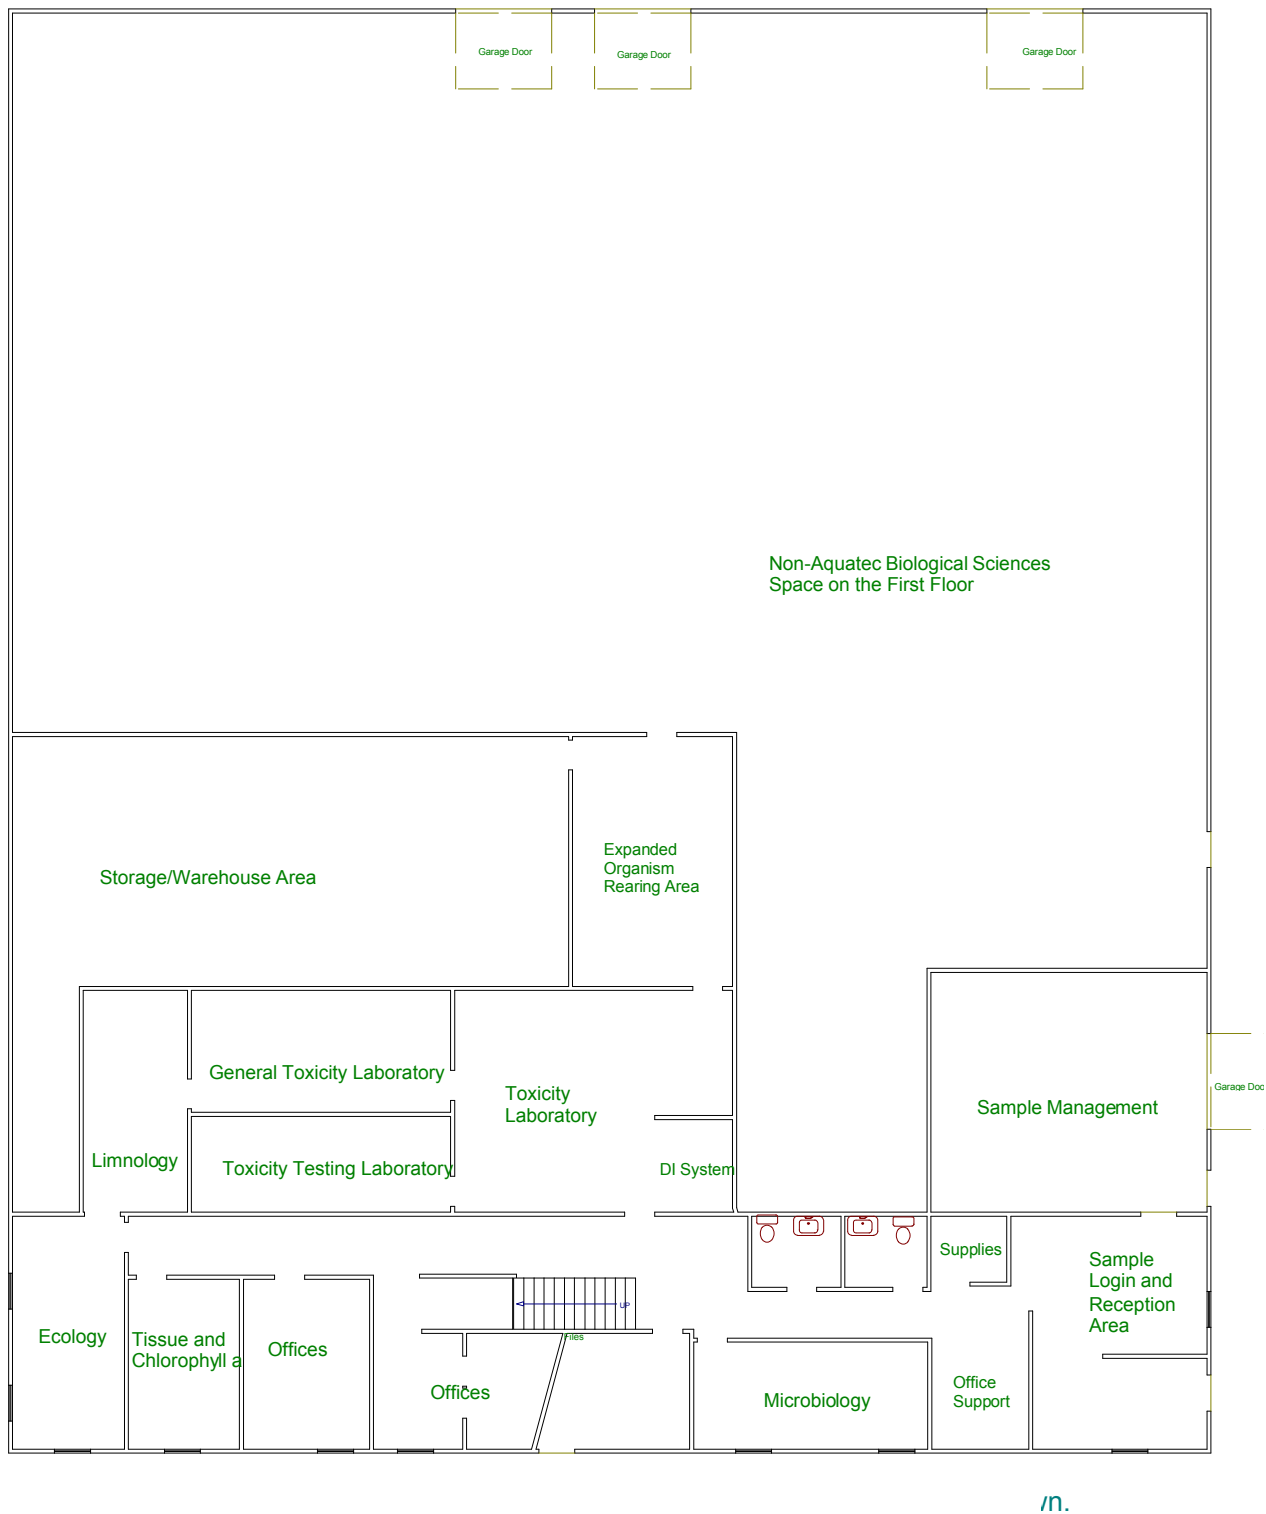 Garage Door
Garage Door
Garage Door
Non-Aquatec Biological Sciences
Space on the First Floor
Expanded
Organism
Rearing Area
Storage/Warehouse Area
General Toxicity Laboratory
Toxicity
Laboratory
Garage Doo
Sample Management
Limnology
Toxicity Testing Laboratory
DI System
Supplies
Sample
Login and
Reception
Area
UP
Files
Ecology
Tissue and
Chlorophyll a
Offices
Offices
Microbiology
Office
Support